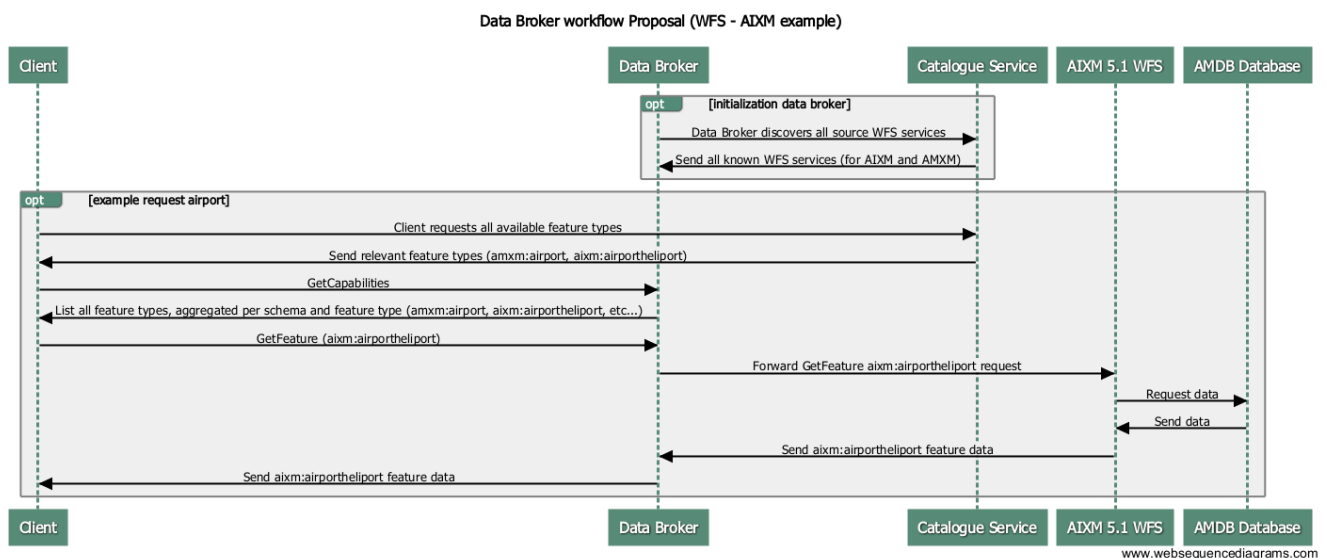 Data Broker workflow Proposal (WFS - AIXM example)
Client
Data Broker
Catalogue Service
AIXM 5.1 WFS
AMDB Database
opt
[initialization data broker]
Data Broker discovers all source WFS services
Send all known WFS services (for AIXM and AMXM)
opt
[example request airport]
Client requests all available feature types
Send relevant feature types (amxm:airport, aixm:airportheliport)
GetCapabilities
List all feature types, aggregated per schema and feature type (amxm:airport, aixm:airportheliport, etc...)
GetFeature (aixm:airportheliport)
Forward GetFeature aixm:airportheliport request
Request data
Send data
Send aixm:airportheliport feature data
Send aixm:airportheliport feature data
Client
Data Broker
Catalogue Service
AIXM 5.1 WFS
AMDB Database
www.websequencediagrams.com